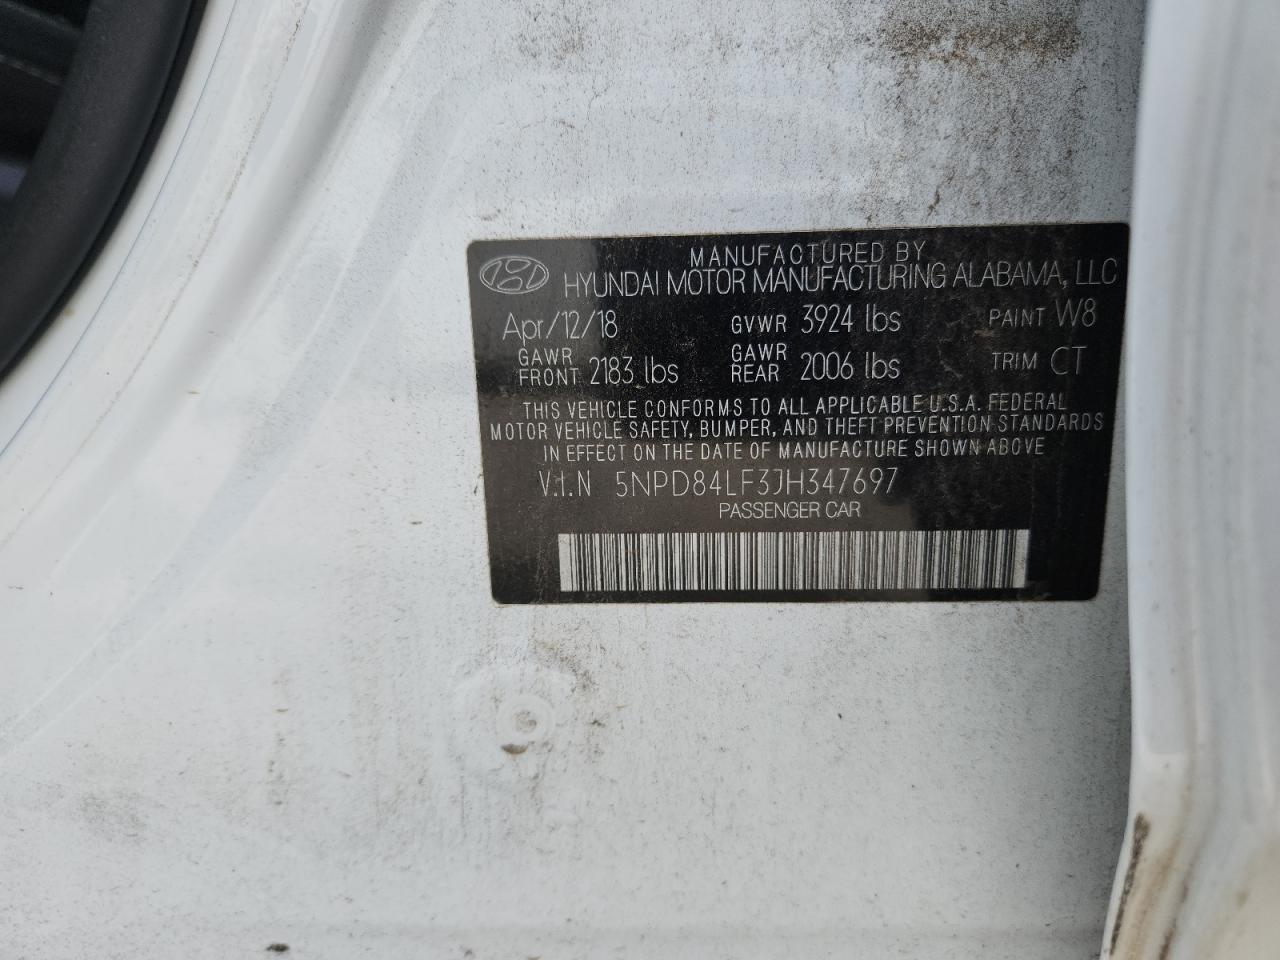 MANUFACTURED BY
HYUNDAI MOTOR MANUFACTURING ALABAMA, LLC
Apr/12/18 GVWR 3924 lbs PAINT W8
GAWR FRONT 2183 lbs GAWR REAR 2006 lbs TRIM CT
THIS VEHICLE CONFORMS TO ALL APPLICABLE U.S.A. FEDERAL
MOTOR VEHICLE SAFETY, BUMPER, AND THEFT PREVENTION STANDARDS
IN EFFECT ON THE DATE OF MANUFACTURE SHOWN ABOVE
V.I.N 5NPD84LF3JH347697
PASSENGER CAR